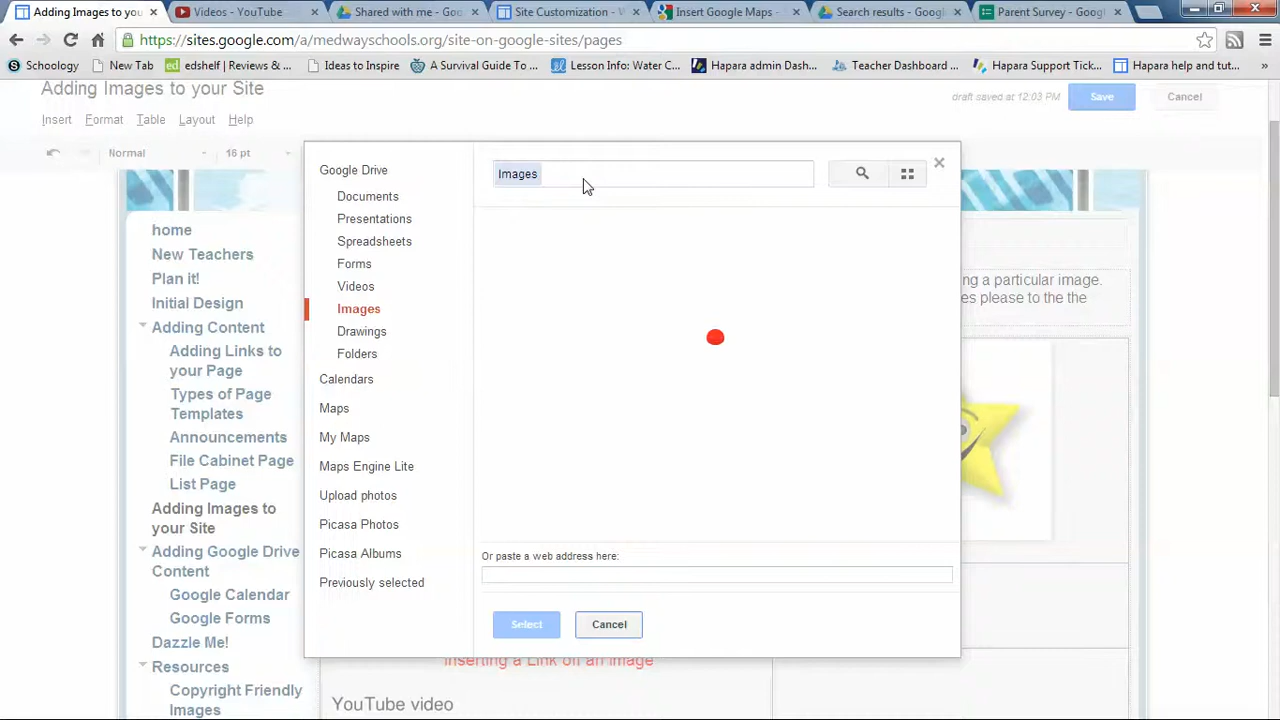 Adding Images to your
Videos - YouTube
Shared with me - Goo
Site Customization - W
Insert Google Maps
Search results - Google
Parent Survey - Googl
https://sites.google.com/a/medwayschools.org/site-on-google-sites/pages
Schoology
New Tab
edshelf | Reviews & ...
Ideas to Inspire
A Survival Guide To ...
Lesson Info: Water C...
Hapara admin Dash...
Teacher Dashboard ...
Hapara Support Tick...
Hapara help and tut...
»
Adding Images to your Site
draft saved at 12:03 PM
Save
Cancel
Insert Format Table Layout Help
Normal
16 pt
home
New Teachers
Plan it!
Initial Design
Adding Content
Adding Links to
your Page
Types of Page
Templates
Announcements
File Cabinet Page
List Page
Adding Images to
your Site
Adding Google Drive
Content
Google Calendar
Google Forms
Dazzle Me!
Resources
Copyright Friendly
Images
Google Drive
Documents
Presentations
Spreadsheets
Forms
Videos
Images
Drawings
Folders
Calendars
Maps
My Maps
Maps Engine Lite
Upload photos
Picasa Photos
Picasa Albums
Previously selected
Images
Or paste a web address here:
Select
Cancel
ng a particular image.
es please to the the
Inserting a Link off an image
YouTube video